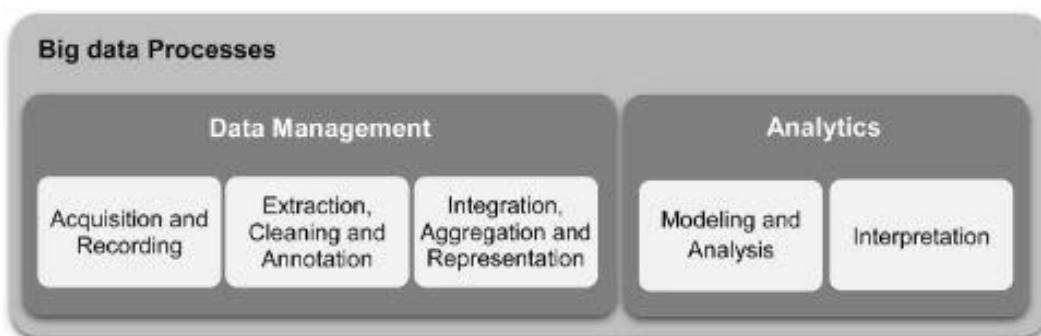 Big data Processes
Data Management
Acquisition and
Recording
Extraction,
Cleaning and
Annotation
Integration,
Aggregation and
Representation
Analytics
Modeling and
Analysis
Interpretation